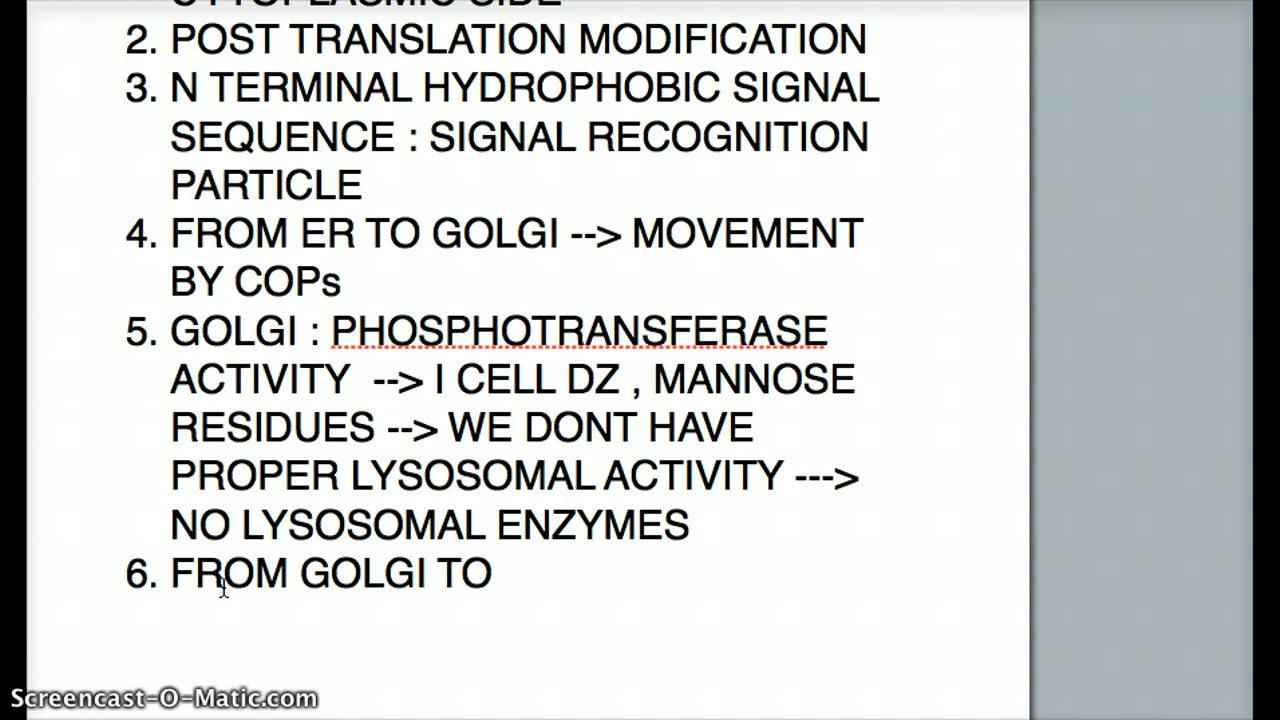 CYTOPLASMIC SIDE
2. POST TRANSLATION MODIFICATION
3. N TERMINAL HYDROPHOBIC SIGNAL
SEQUENCE : SIGNAL RECOGNITION
PARTICLE
4. FROM ER TO GOLGI --> MOVEMENT
BY COPs
5. GOLGI : PHOSPHOTRANSFERASE
ACTIVITY --> I CELL DZ , MANNOSE
RESIDUES --> WE DONT HAVE
PROPER LYSOSOMAL ACTIVITY --->
NO LYSOSOMAL ENZYMES
6. FROM GOLGI TO
Screencast-O-Matic.com